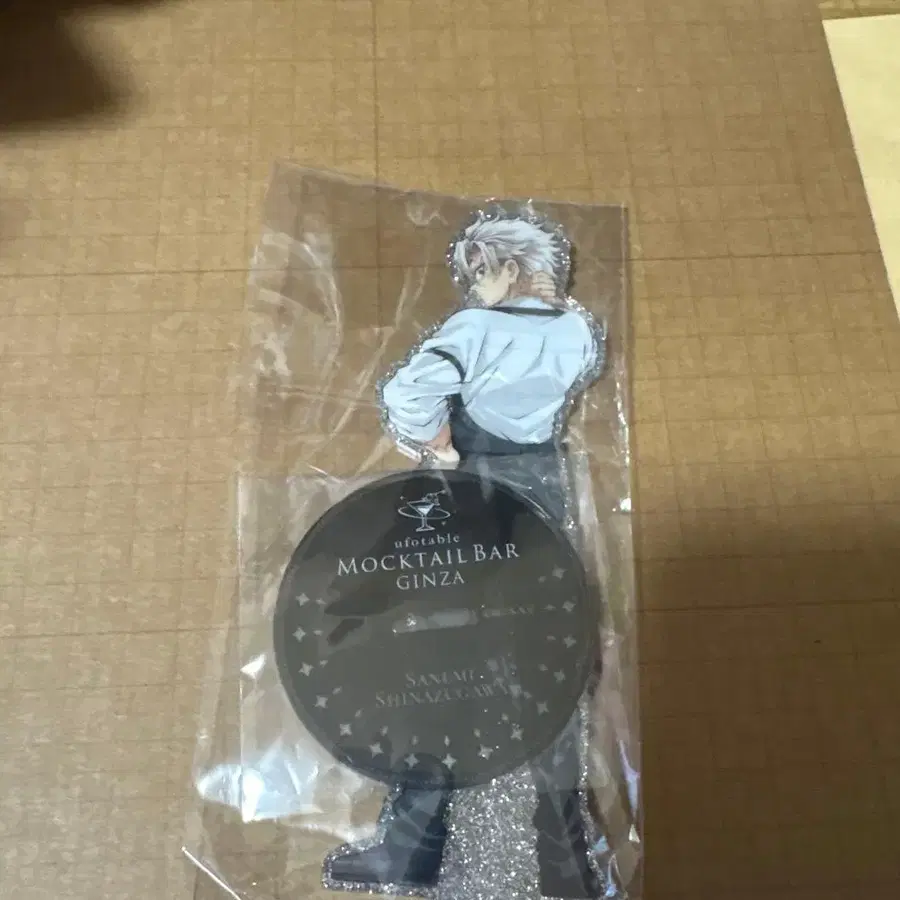 ufotable
MOCKTAIL BAR
GINZA
SANEMI
SHINAZUGAWA